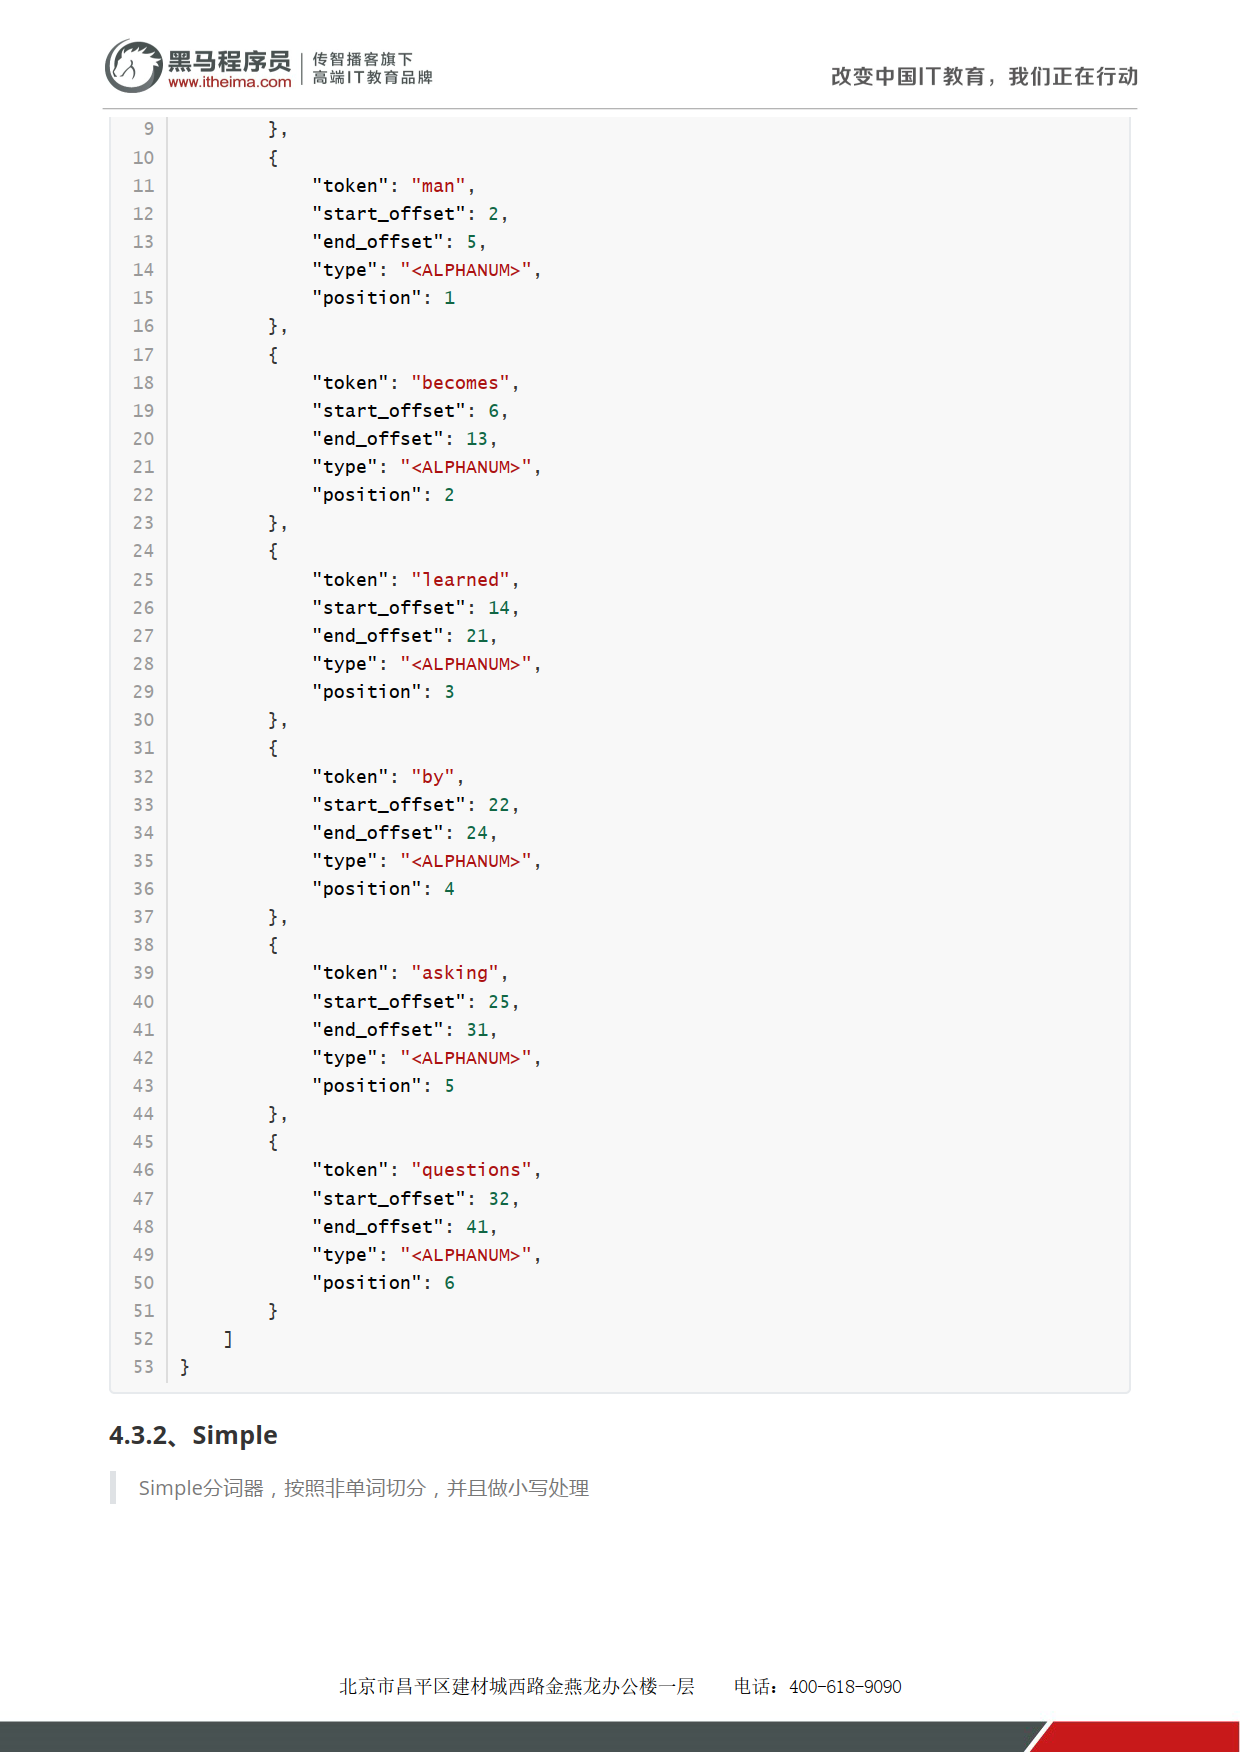 黑马程序员
www.itheima.com
传智播客旗下
高端IT教育品牌
改变中国IT教育，我们正在行动
9 },
10 {
11 "token": "man",
12 "start_offset": 2,
13 "end_offset": 5,
14 "type": "<ALPHANUM>",
15 "position": 1
16 },
17 {
18 "token": "becomes",
19 "start_offset": 6,
20 "end_offset": 13,
21 "type": "<ALPHANUM>",
22 "position": 2
23 },
24 {
25 "token": "learned",
26 "start_offset": 14,
27 "end_offset": 21,
28 "type": "<ALPHANUM>",
29 "position": 3
30 },
31 {
32 "token": "by",
33 "start_offset": 22,
34 "end_offset": 24,
35 "type": "<ALPHANUM>",
36 "position": 4
37 },
38 {
39 "token": "asking",
40 "start_offset": 25,
41 "end_offset": 31,
42 "type": "<ALPHANUM>",
43 "position": 5
44 },
45 {
46 "token": "questions",
47 "start_offset": 32,
48 "end_offset": 41,
49 "type": "<ALPHANUM>",
50 "position": 6
51 }
52 ]
53 }
4.3.2、Simple
Simple分词器，按照非单词切分，并且做小写处理
北京市昌平区建材城西路金燕龙办公楼一层 电话：400-618-9090